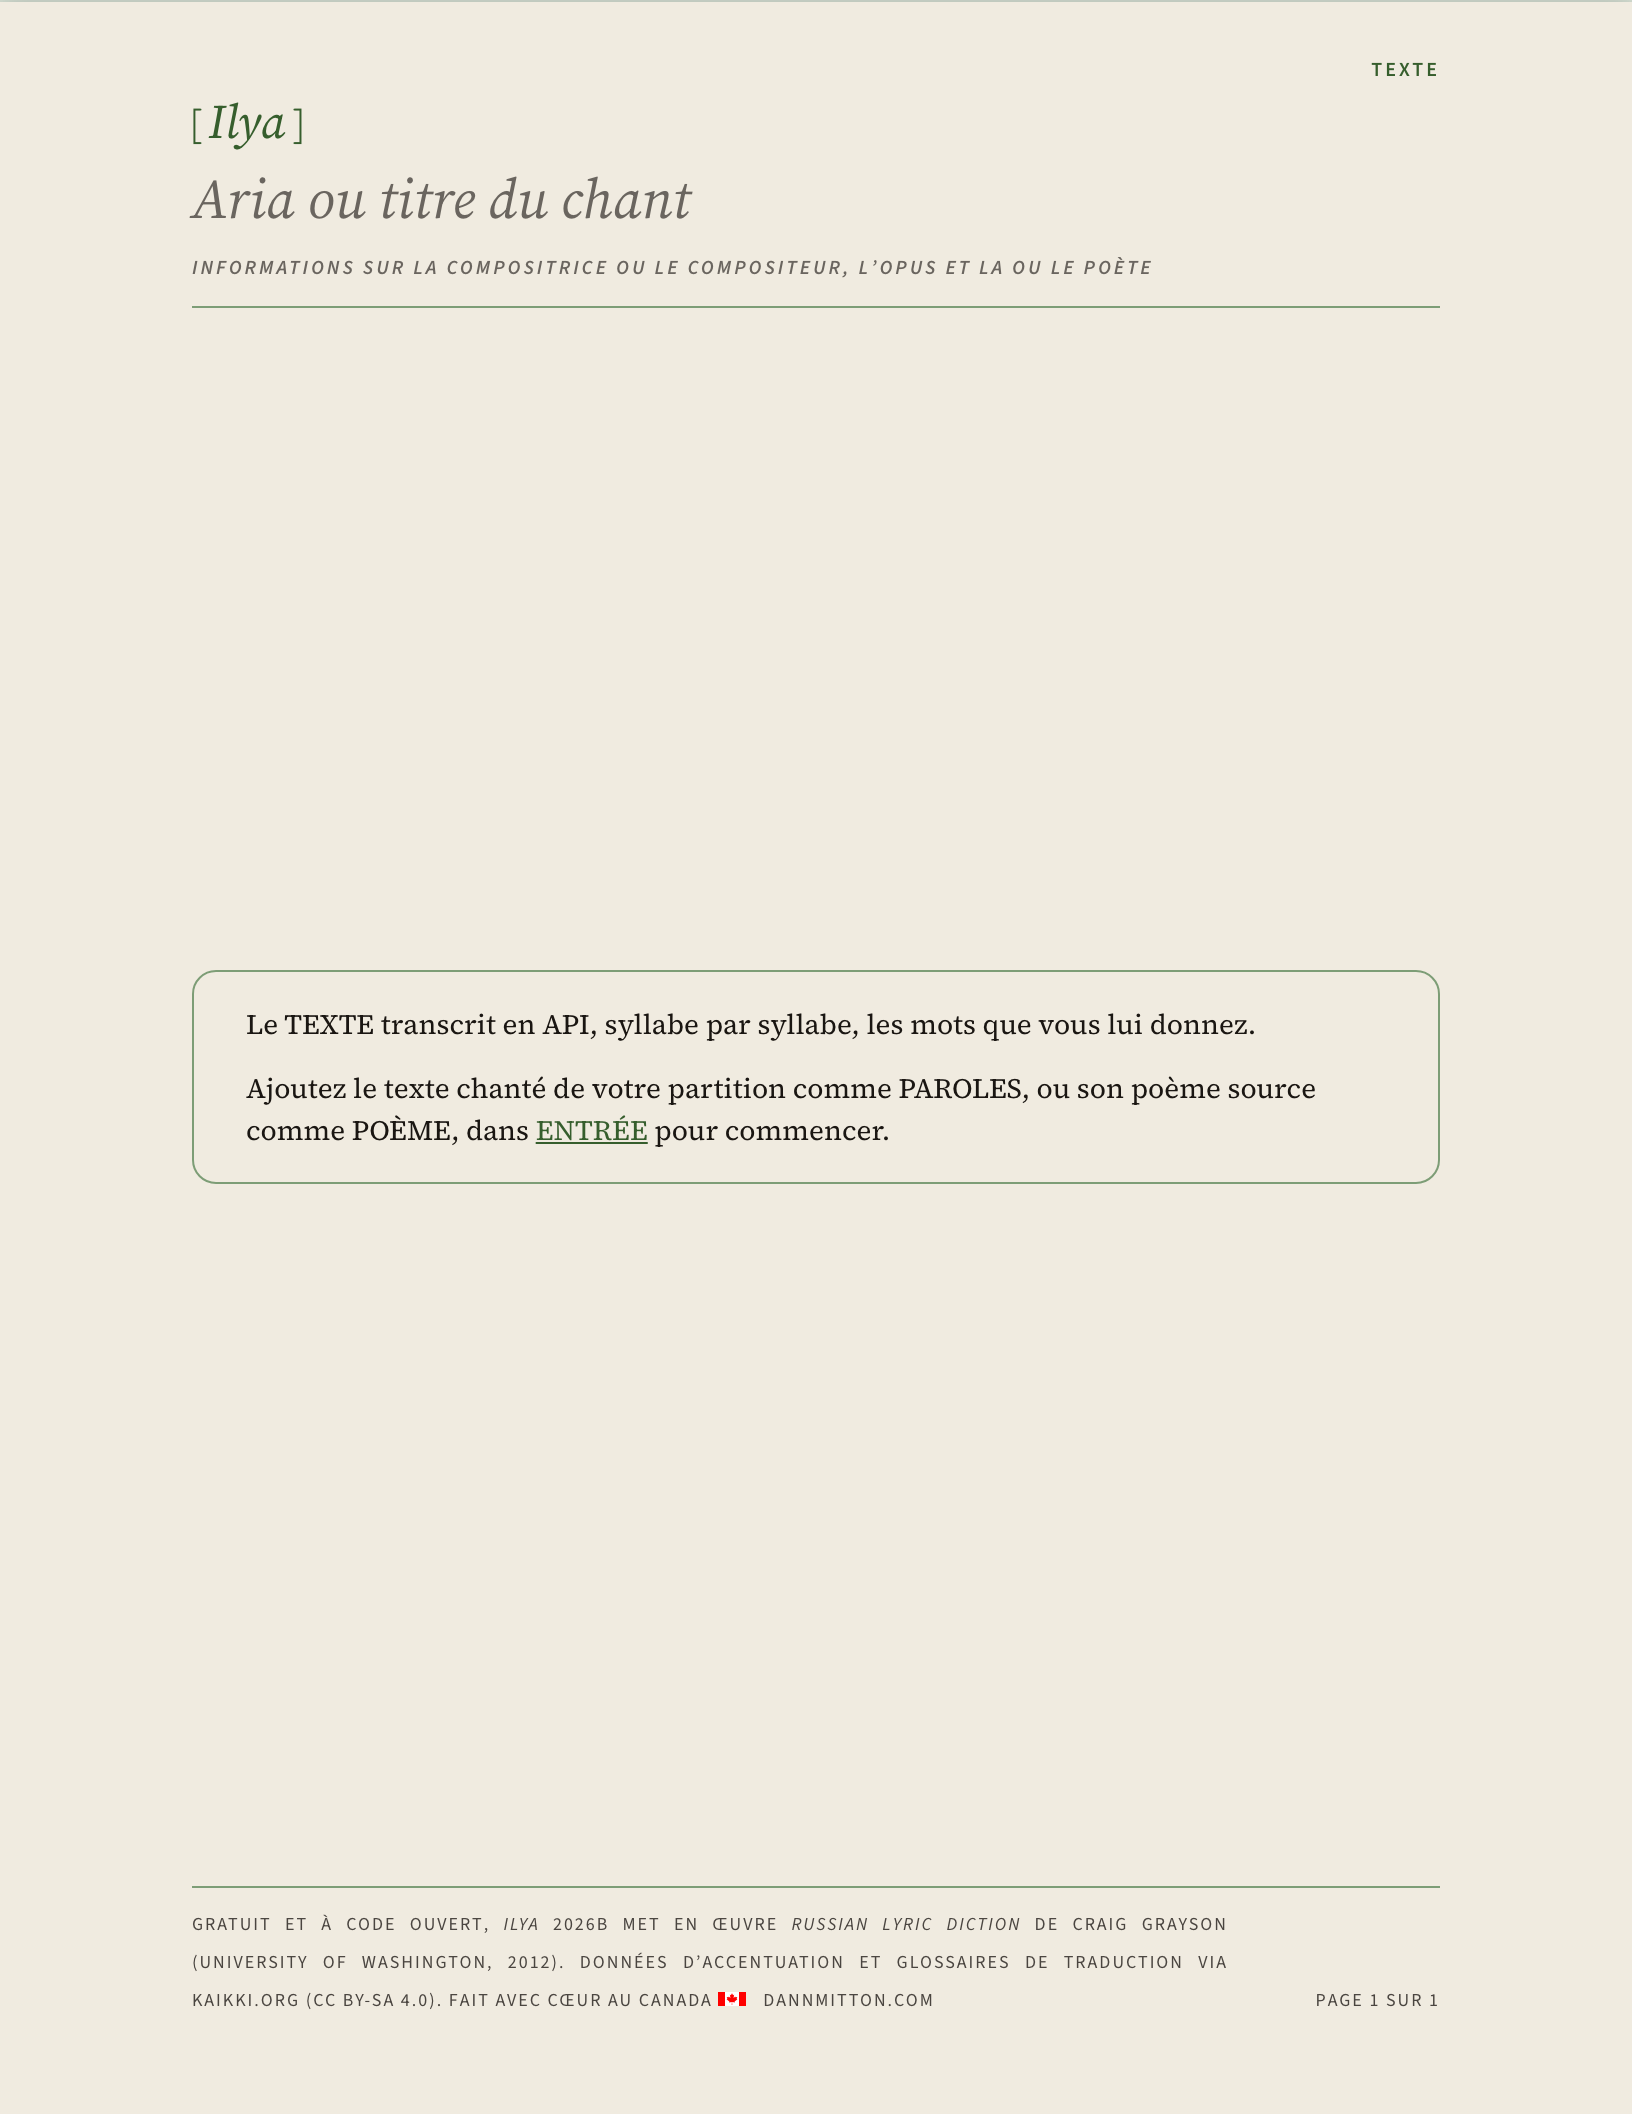 TEXTE
[Ilya]
Aria ou titre du chant
INFORMATIONS SUR LA COMPOSITRICE OU LE COMPOSITEUR, L’OPUS ET LA OU LE POÈTE
Le TEXTE transcrit en API, syllabe par syllabe, les mots que vous lui donnez.
Ajoutez le texte chanté de votre partition comme PAROLES, ou son poème source
comme POÈME, dans ENTRÉE pour commencer.
GRATUIT ET À CODE OUVERT, ILYA 2026B MET EN ŒUVRE RUSSIAN LYRIC DICTION DE CRAIG GRAYSON
(UNIVERSITY OF WASHINGTON, 2012). DONNÉES D’ACCENTUATION ET GLOSSAIRES DE TRADUCTION VIA
KAIKKI.ORG (CC BY-SA 4.0). FAIT AVEC CŒUR AU CANADA 🇨🇦 DANNMITTON.COM
PAGE 1 SUR 1